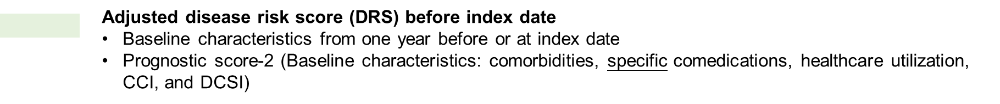 Adjusted disease risk score (DRS) before index date
• Baseline characteristics from one year before or at index date
• Prognostic score-2 (Baseline characteristics: comorbidities, specific comedications, healthcare utilization,
CCI, and DCSI)